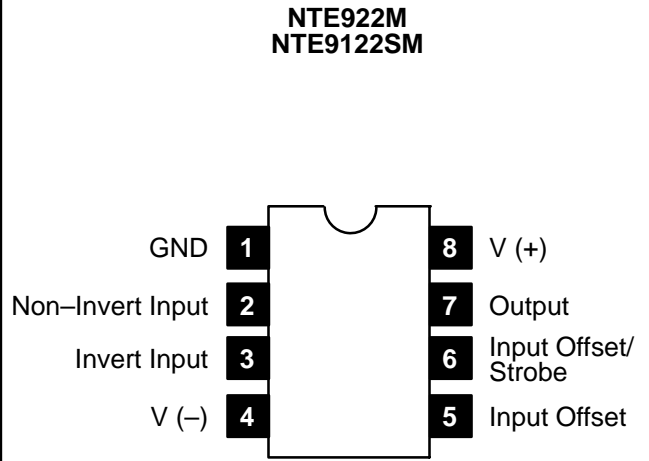 NTE922M
NTE9122SM
GND 1 8 V (+)
Non–Invert Input 2 7 Output
Invert Input 3 6 Input Offset/
Strobe
V (–) 4 5 Input Offset